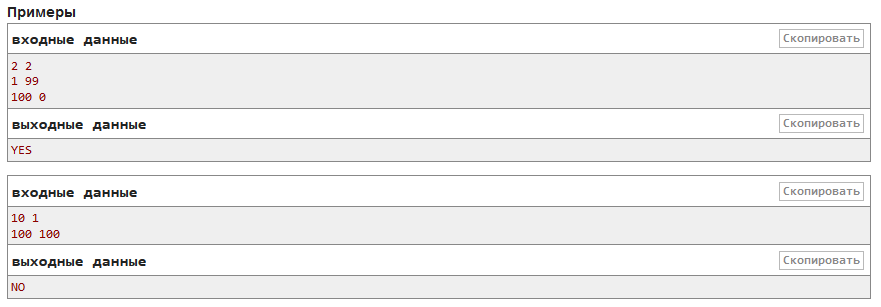 Примеры
входные данные
Скопировать
2 2
1 99
100 0
выходные данные
Скопировать
YES
входные данные
Скопировать
10 1
100 100
выходные данные
Скопировать
NO